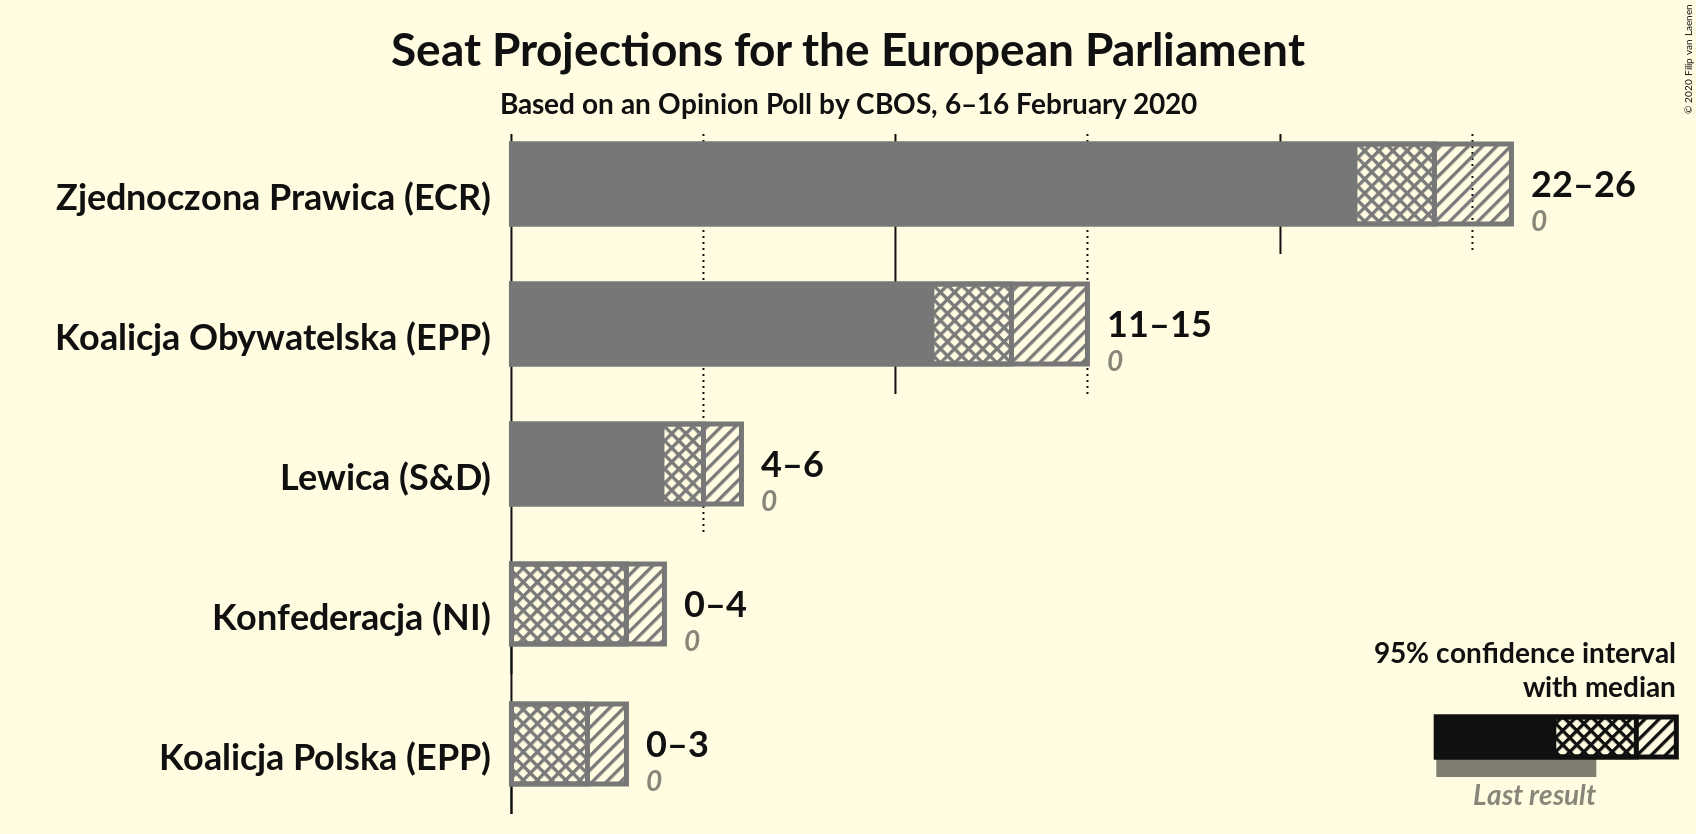 Seat Projections for the European Parliament
Based on an Opinion Poll by CBOS, 6–16 February 2020
© 2020 Filip van Laenen
Zjednoczona Prawica (ECR)
22–26
0
Koalicja Obywatelska (EPP)
11–15
0
Lewica (S&D)
4–6
0
Konfederacja (NI)
0–4
0
Koalicja Polska (EPP)
0–3
0
95% confidence interval
with median
Last result